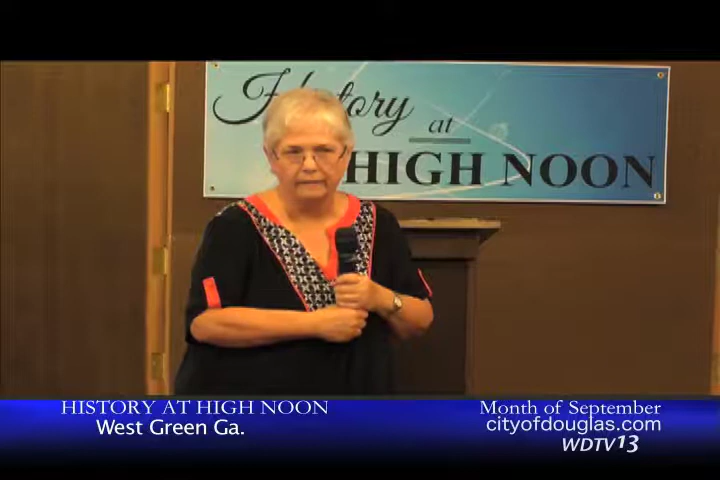 History
at
HIGH NOON
HISTORY AT HIGH NOON
West Green Ga.
Month of September
cityofdouglas.com
WDTV13